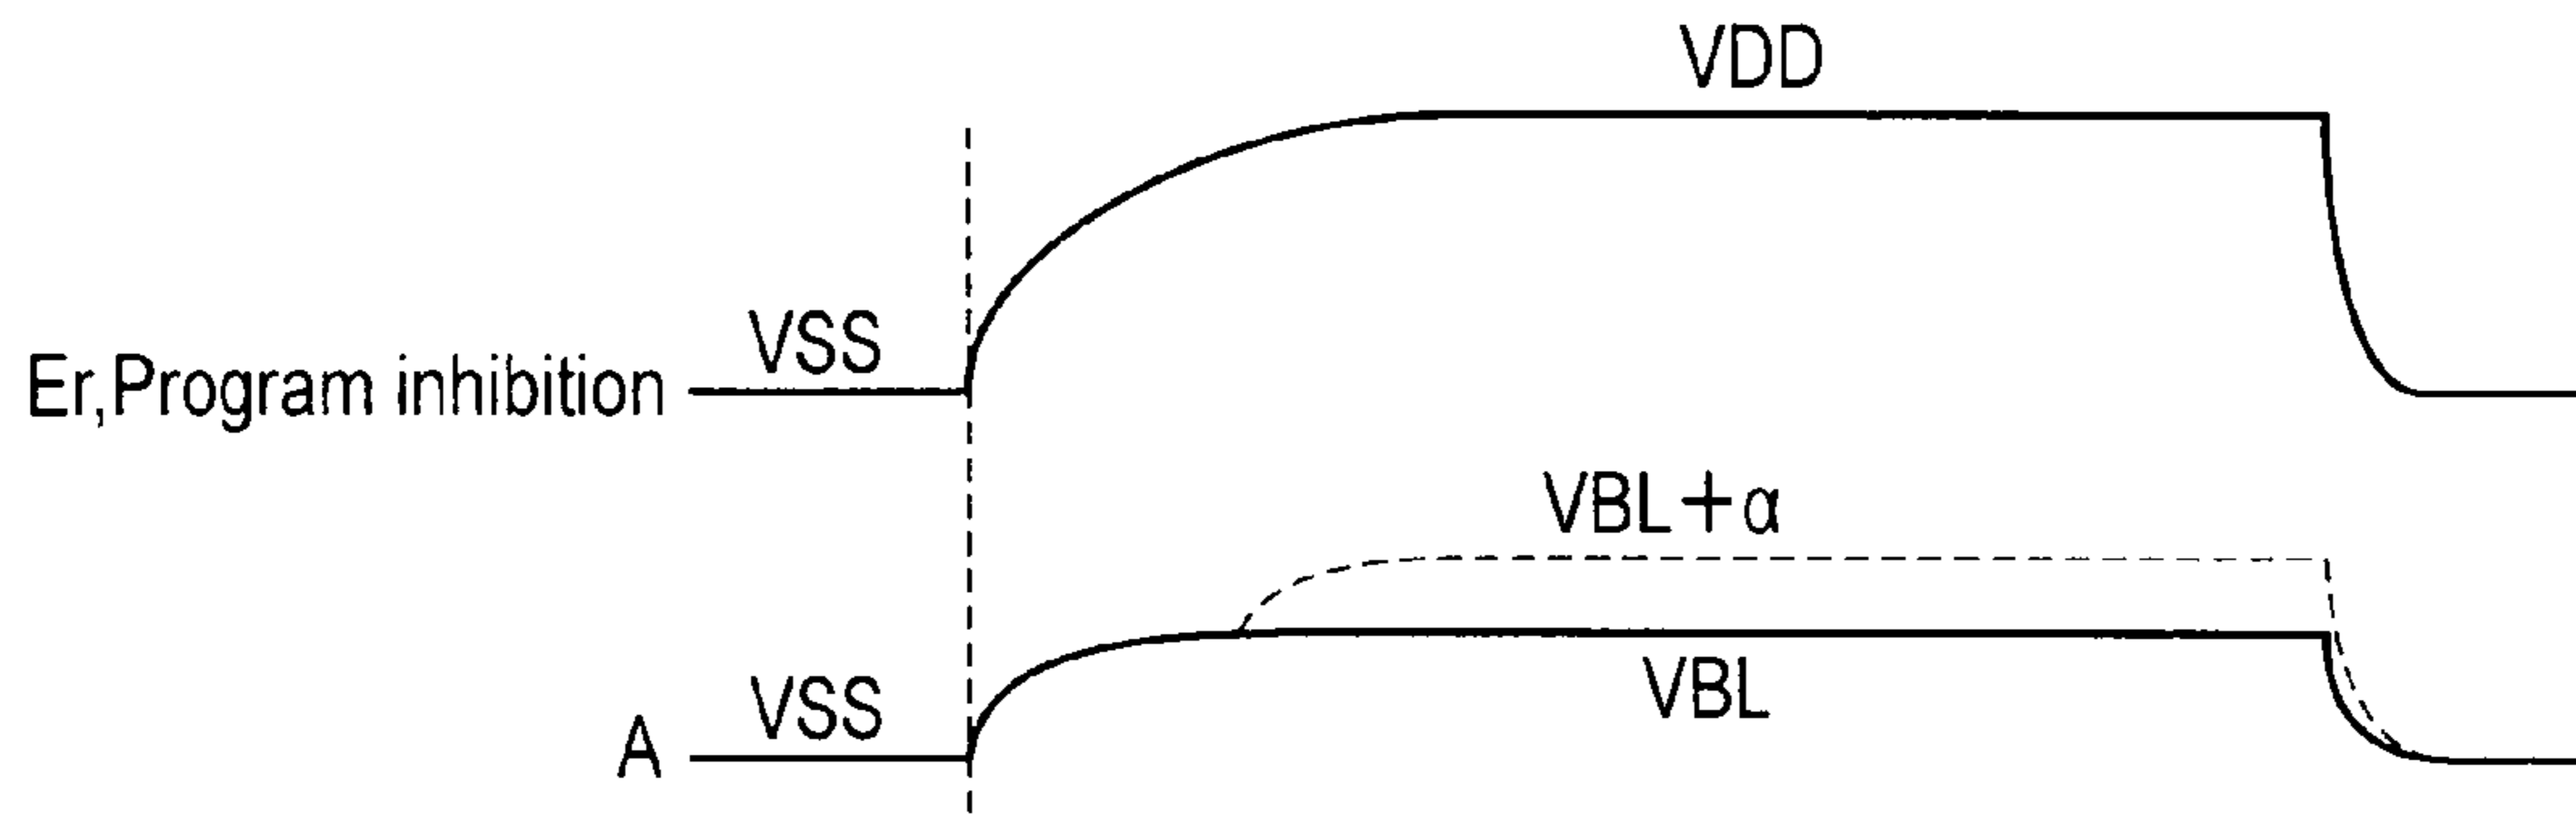 VDD
VSS
Er,Program inhibition
VBL+α
VSS
VBL
A